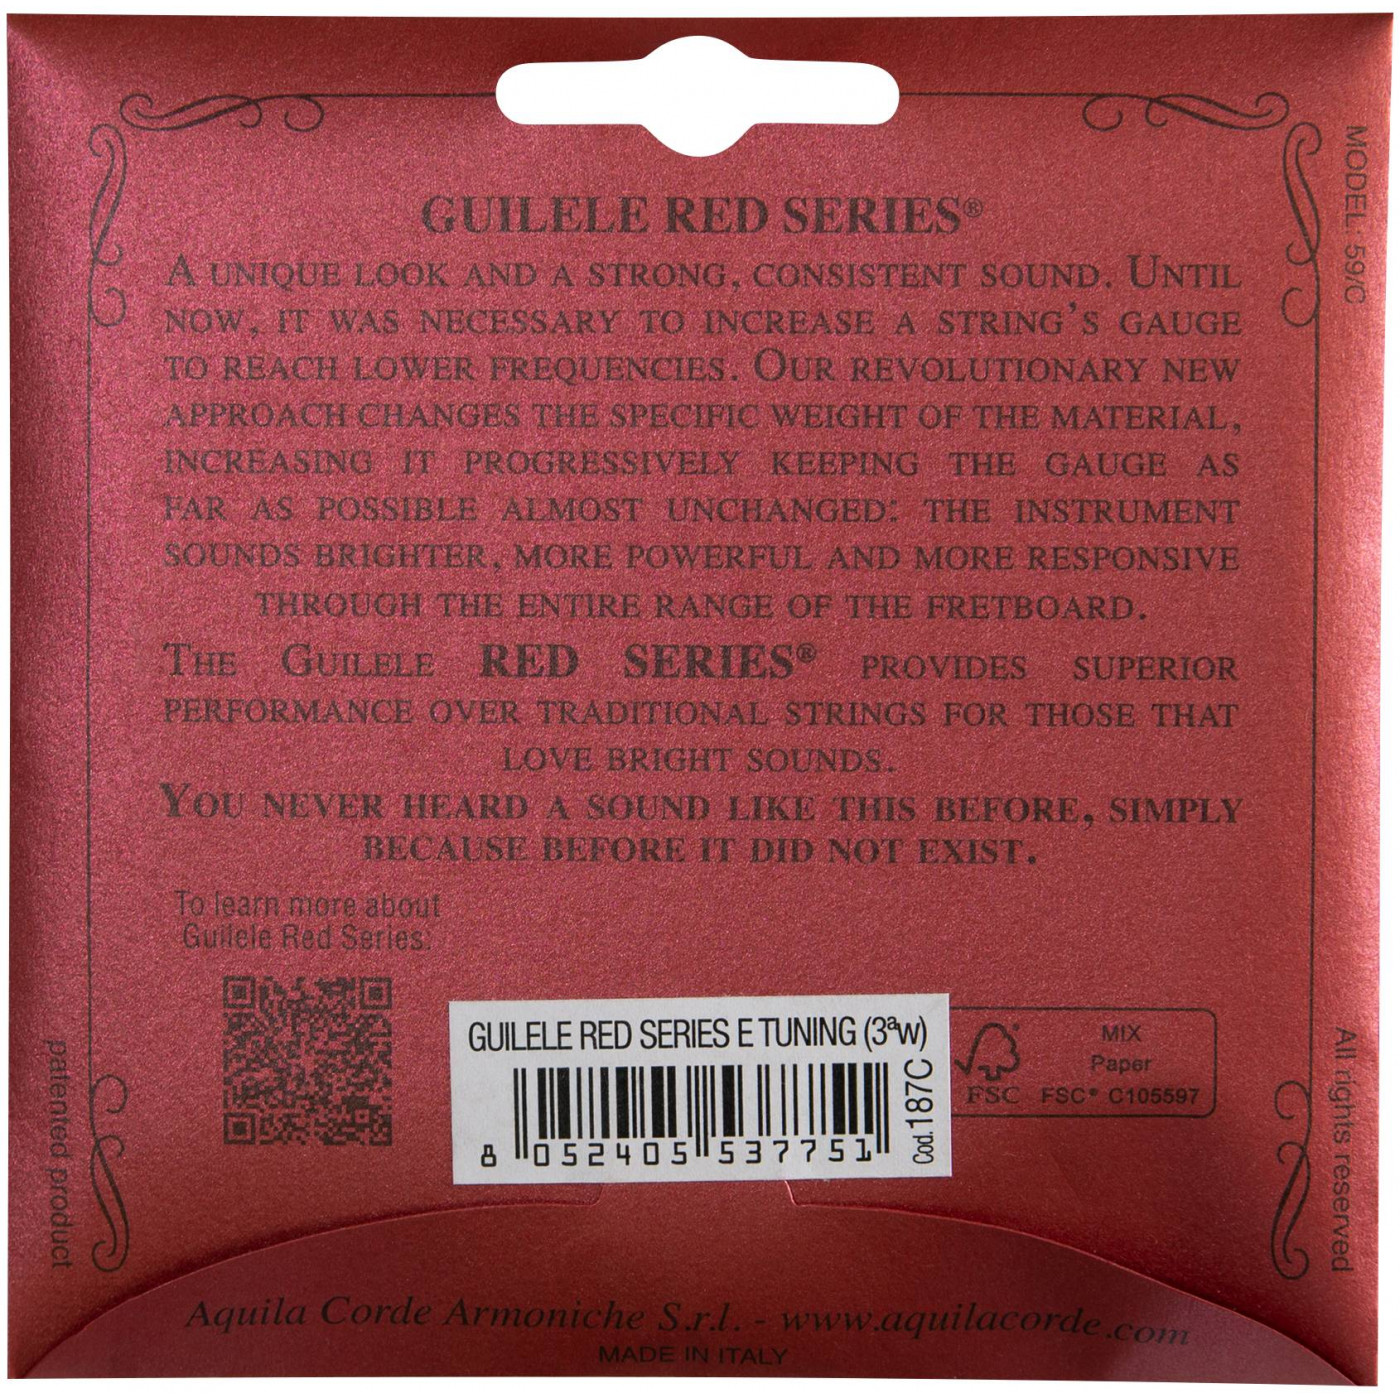 GUILELE RED SERIES®
A UNIQUE LOOK AND A STRONG, CONSISTENT SOUND. UNTIL
NOW, IT WAS NECESSARY TO INCREASE A STRING'S GAUGE
TO REACH LOWER FREQUENCIES. OUR REVOLUTIONARY NEW
APPROACH CHANGES THE SPECIFIC WEIGHT OF THE MATERIAL,
INCREASING IT PROGRESSIVELY KEEPING THE GAUGE AS
FAR AS POSSIBLE ALMOST UNCHANGED: THE INSTRUMENT
SOUNDS BRIGHTER, MORE POWERFUL AND MORE RESPONSIVE
THROUGH THE ENTIRE RANGE OF THE FRETBOARD.
THE GUILELE RED SERIES® PROVIDES SUPERIOR
PERFORMANCE OVER TRADITIONAL STRINGS FOR THOSE THAT
LOVE BRIGHT SOUNDS.
YOU NEVER HEARD A SOUND LIKE THIS BEFORE, SIMPLY
BECAUSE BEFORE IT DID NOT EXIST.
To learn more about
Guilele Red Series:
GUILELE RED SERIES E TUNING (3ªw)
8 052405 537751
Cod. 187C
FSC
MIX
Paper
FSC® C105597
MODEL: 59/C
All rights reserved
patented product
Aquila Corde Armoniche S.r.l. - www.aquilacorde.com
MADE IN ITALY